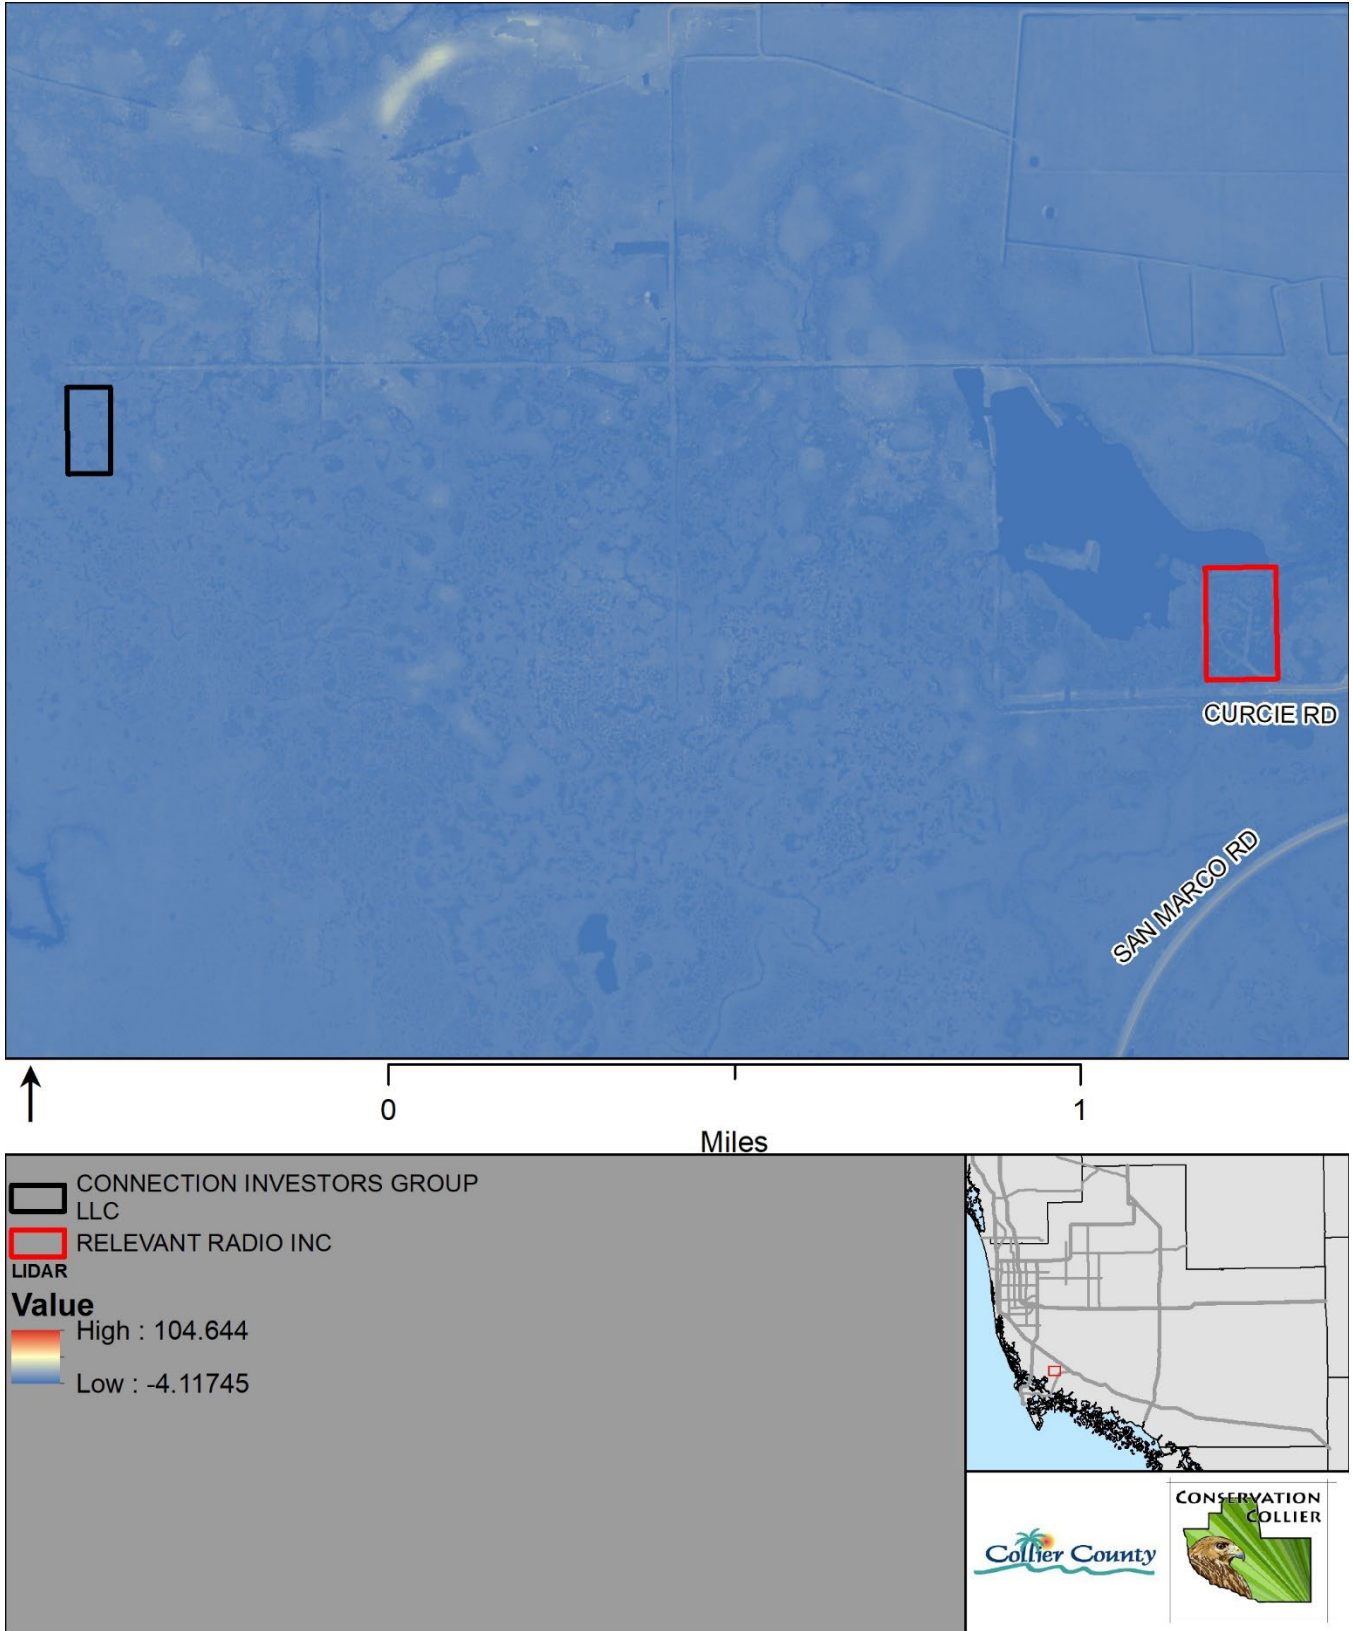 CURCIE RD
SAN MARCO RD
0
1
Miles
CONNECTION INVESTORS GROUP
LLC
RELEVANT RADIO INC
LIDAR
Value
High : 104.644
Low : -4.11745
Collier County
CONSERVATION
COLLIER